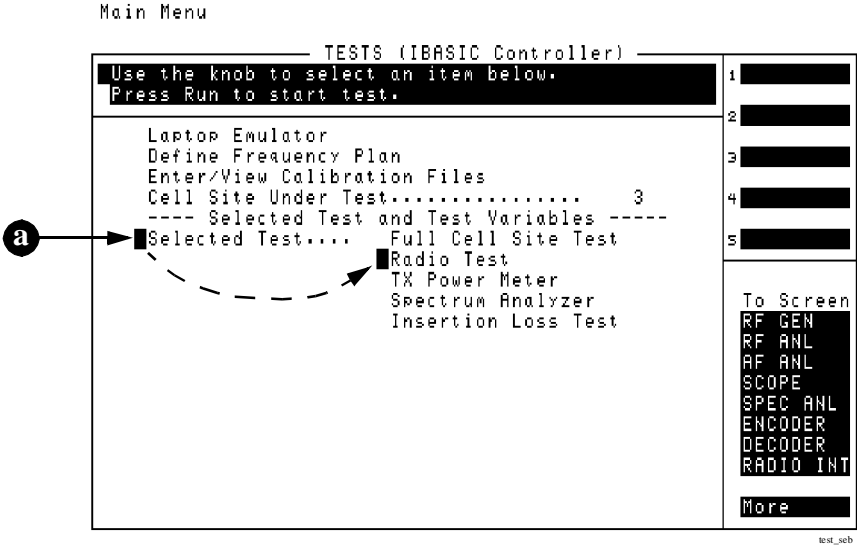 Main Menu
TESTS (IBASIC Controller)
Use the knob to select an item below.
Press Run to start test.
Laptop Emulator
Define Frequency Plan
Enter/View Calibration Files
Cell Site Under Test................. 3
---- Selected Test and Test Variables -----
a
Selected Test.... Full Cell Site Test
Radio Test
TX Power Meter
Spectrum Analyzer
Insertion Loss Test
1
2
3
4
5
To Screen
RF GEN
RF ANL
AF ANL
SCOPE
SPEC ANL
ENCODER
DECODER
RADIO INT
More
test_seb